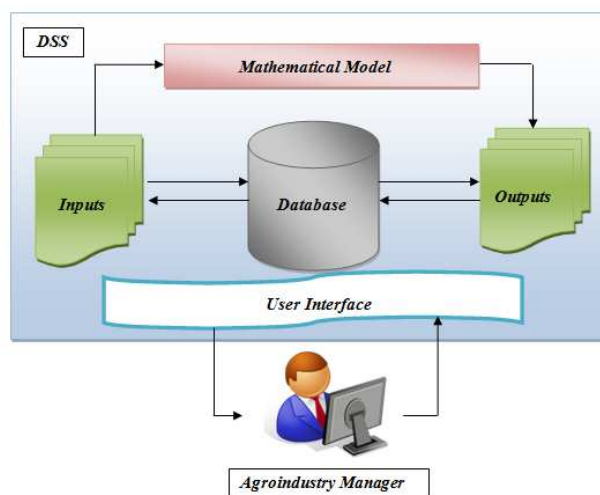 DSS
Mathematical Model
Inputs
Database
Outputs
User Interface
Agroindustry Manager